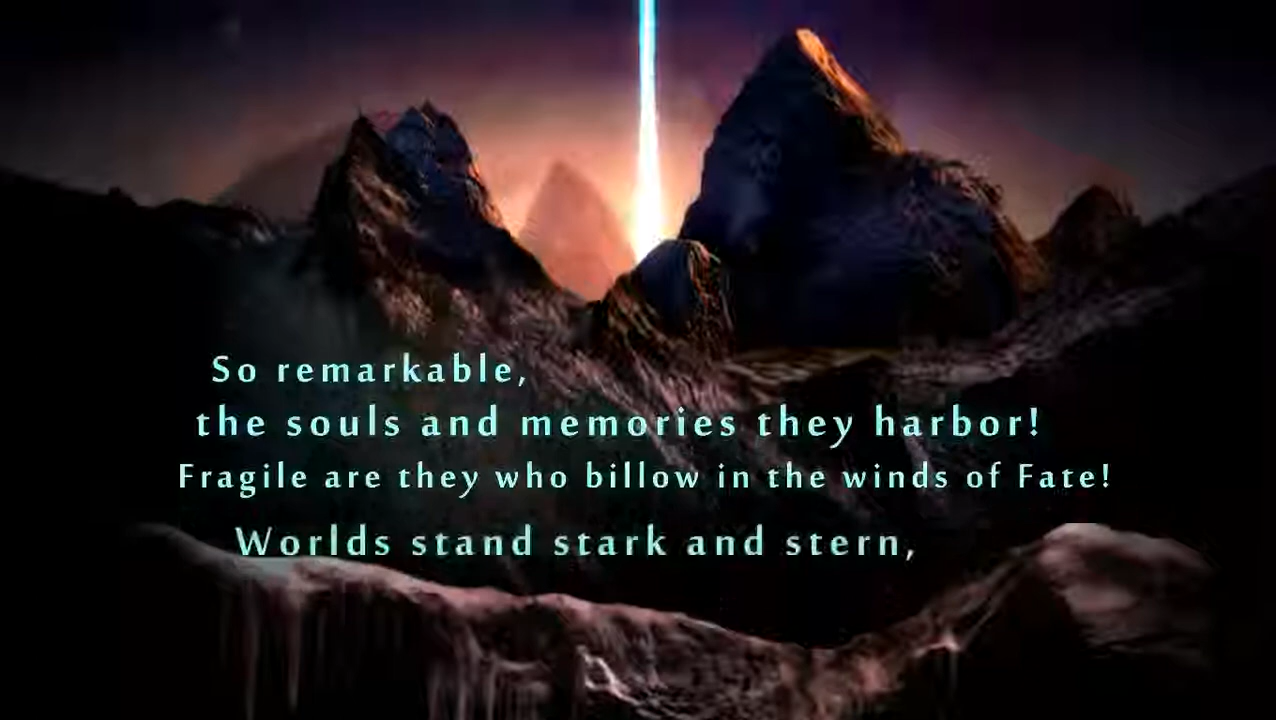 So remarkable,
the souls and memories they harbor!
Fragile are they who billow in the winds of Fate!
Worlds stand stark and stern,